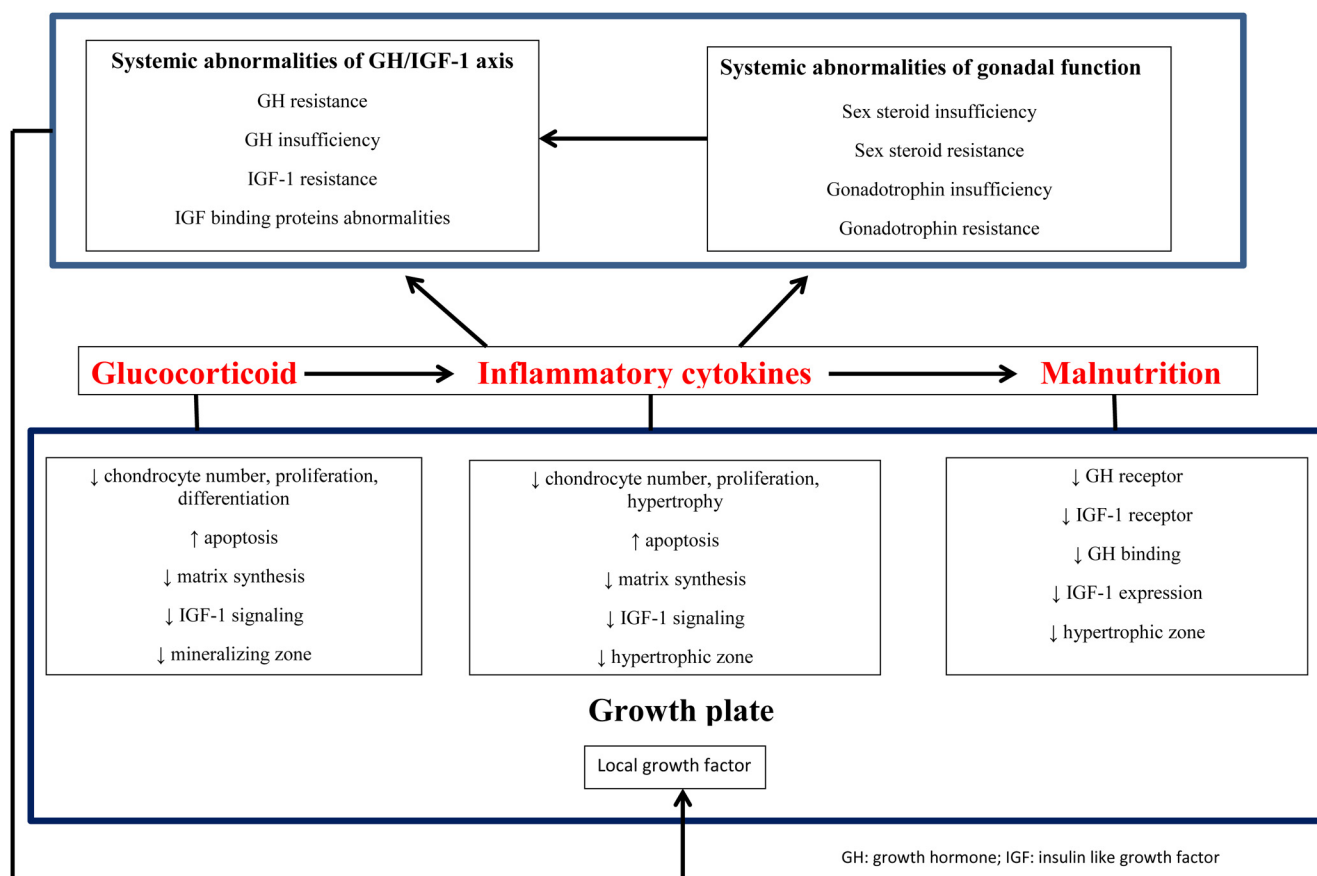 Systemic abnormalities of GH/IGF-1 axis
GH resistance
GH insufficiency
IGF-1 resistance
IGF binding proteins abnormalities
Systemic abnormalities of gonadal function
Sex steroid insufficiency
Sex steroid resistance
Gonadotrophin insufficiency
Gonadotrophin resistance
Glucocorticoid
Inflammatory cytokines
Malnutrition
↓ chondrocyte number, proliferation,
differentiation
↑ apoptosis
↓ matrix synthesis
↓ IGF-1 signaling
↓ mineralizing zone
↓ chondrocyte number, proliferation,
hypertrophy
↑ apoptosis
↓ matrix synthesis
↓ IGF-1 signaling
↓ hypertrophic zone
↓ GH receptor
↓ IGF-1 receptor
↓ GH binding
↓ IGF-1 expression
↓ hypertrophic zone
Growth plate
Local growth factor
GH: growth hormone; IGF: insulin like growth factor